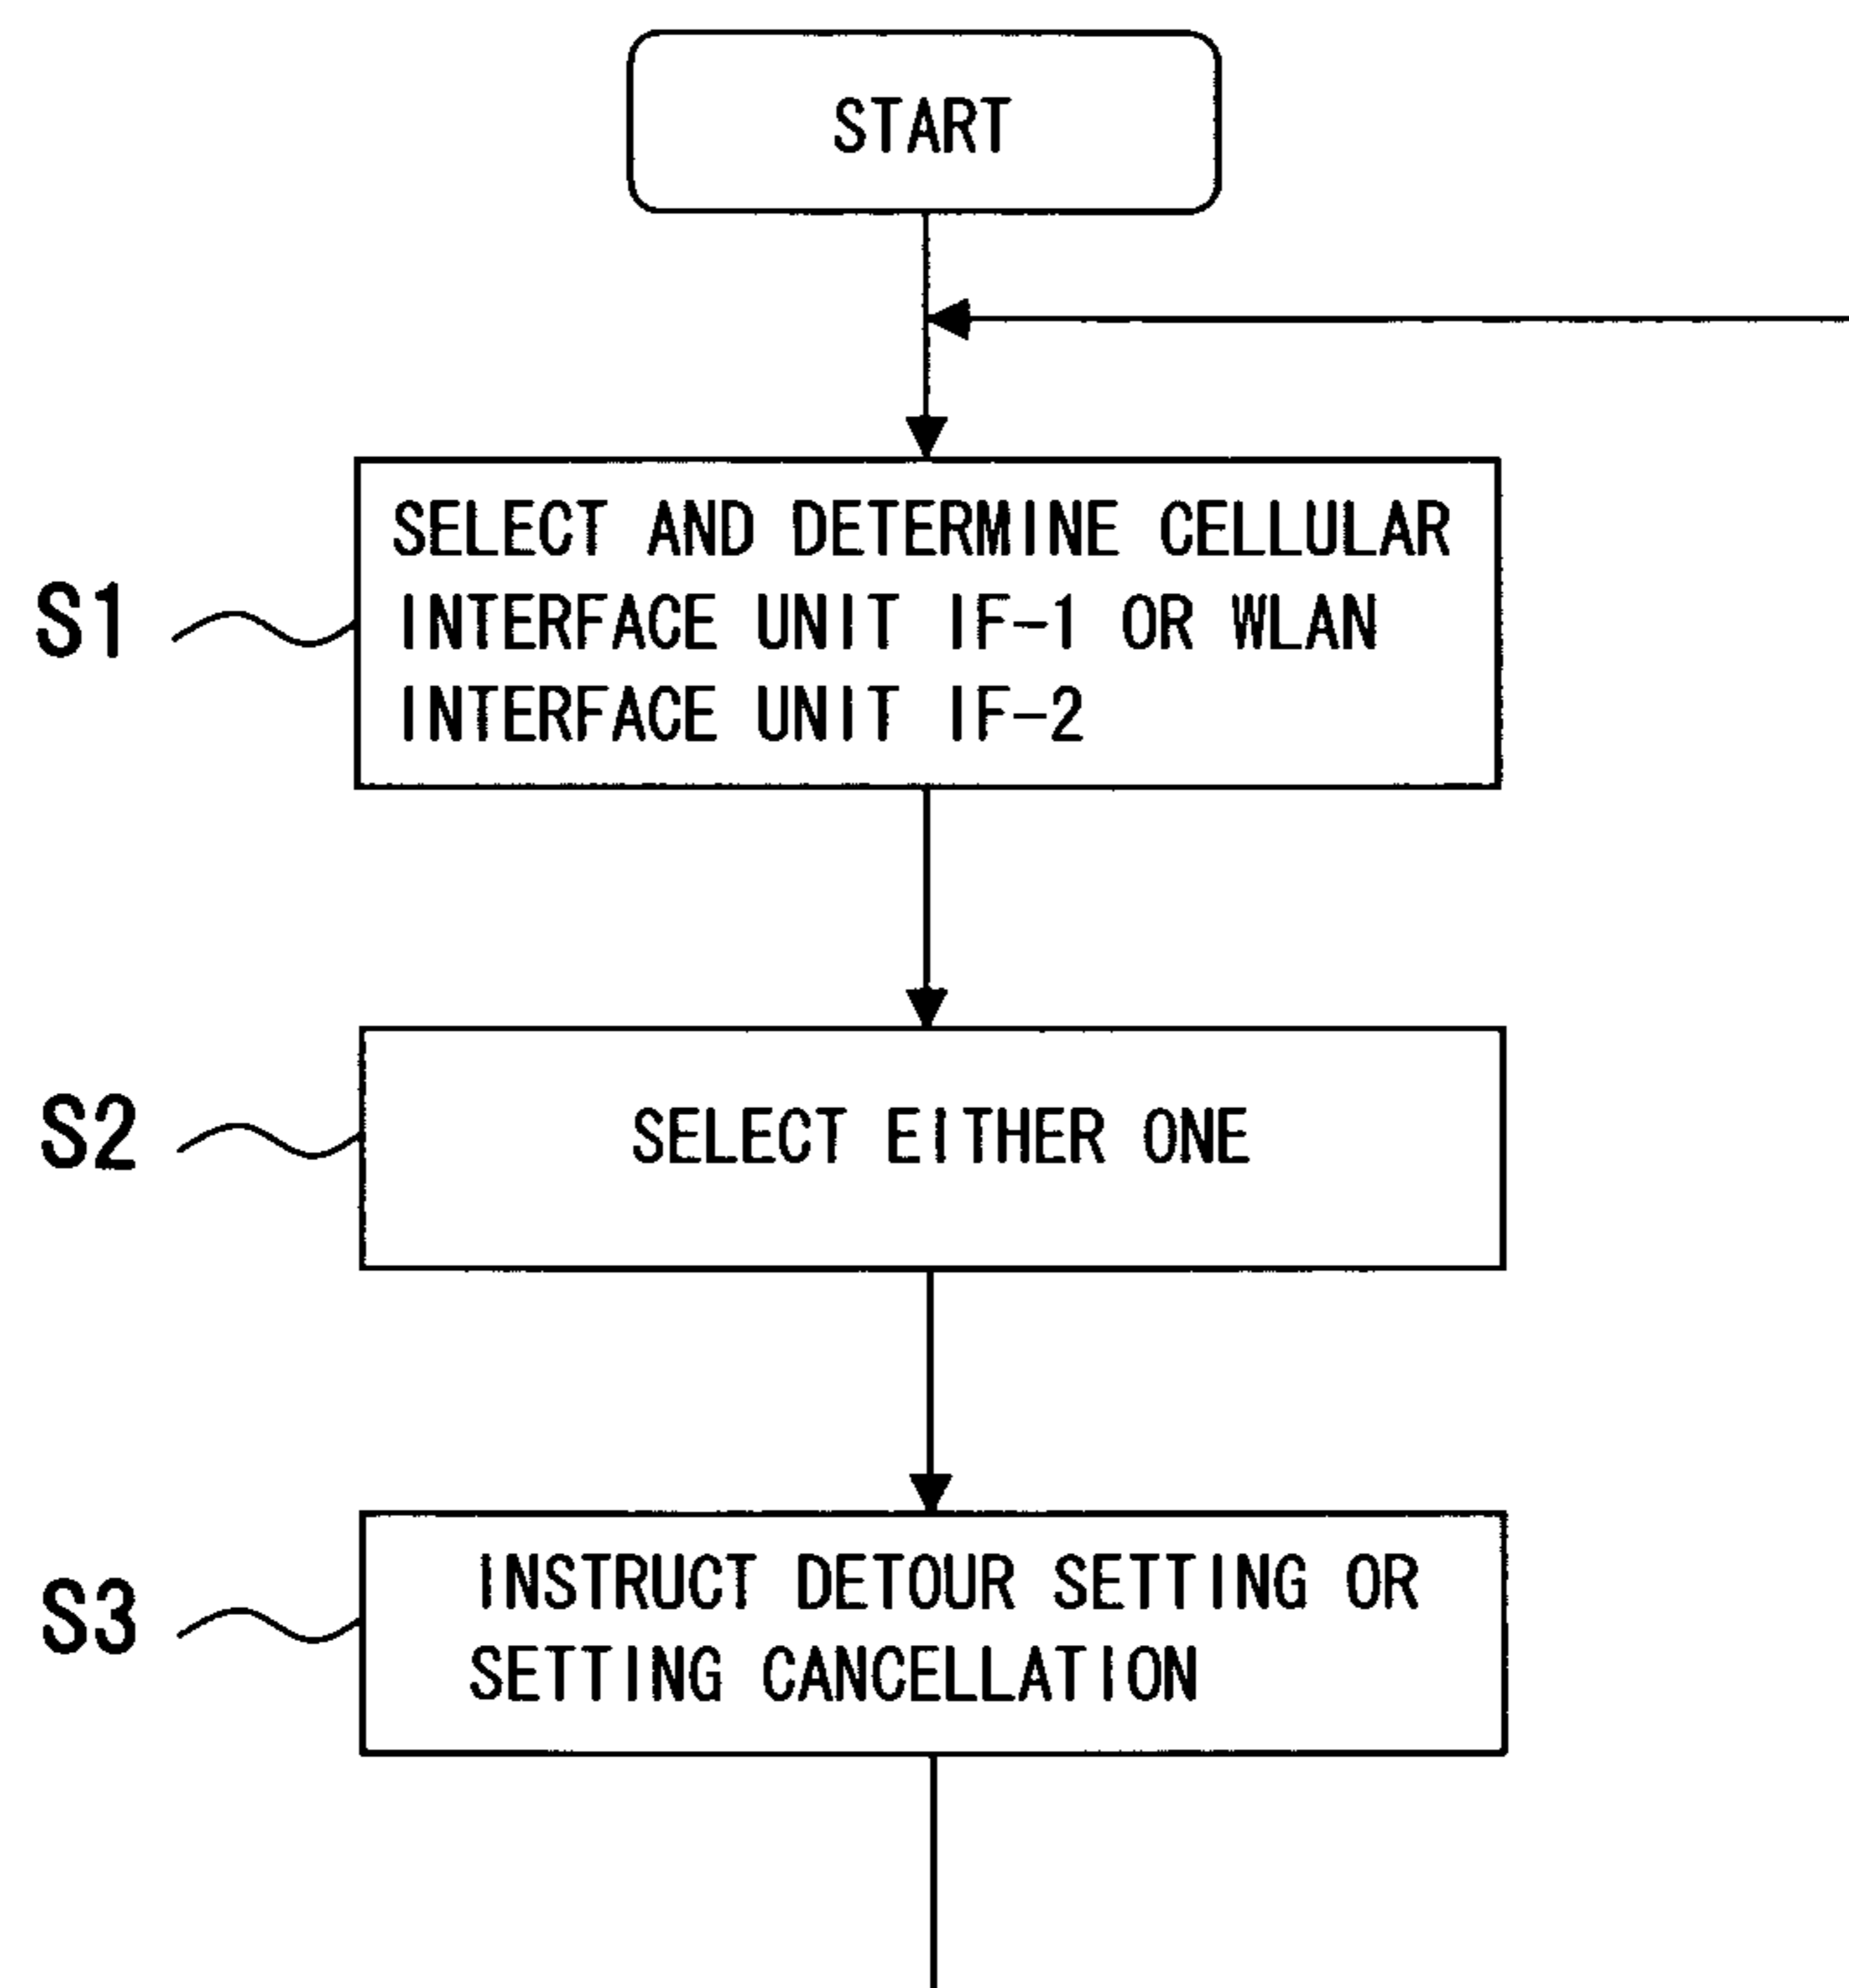 START
SELECT AND DETERMINE CELLULAR
S1
INTERFACE UNIT IF-1 OR WLAN
INTERFACE UNIT IF-2
S2
SELECT EITHER ONE
S3
INSTRUCT DETOUR SETTING OR
SETTING CANCELLATION